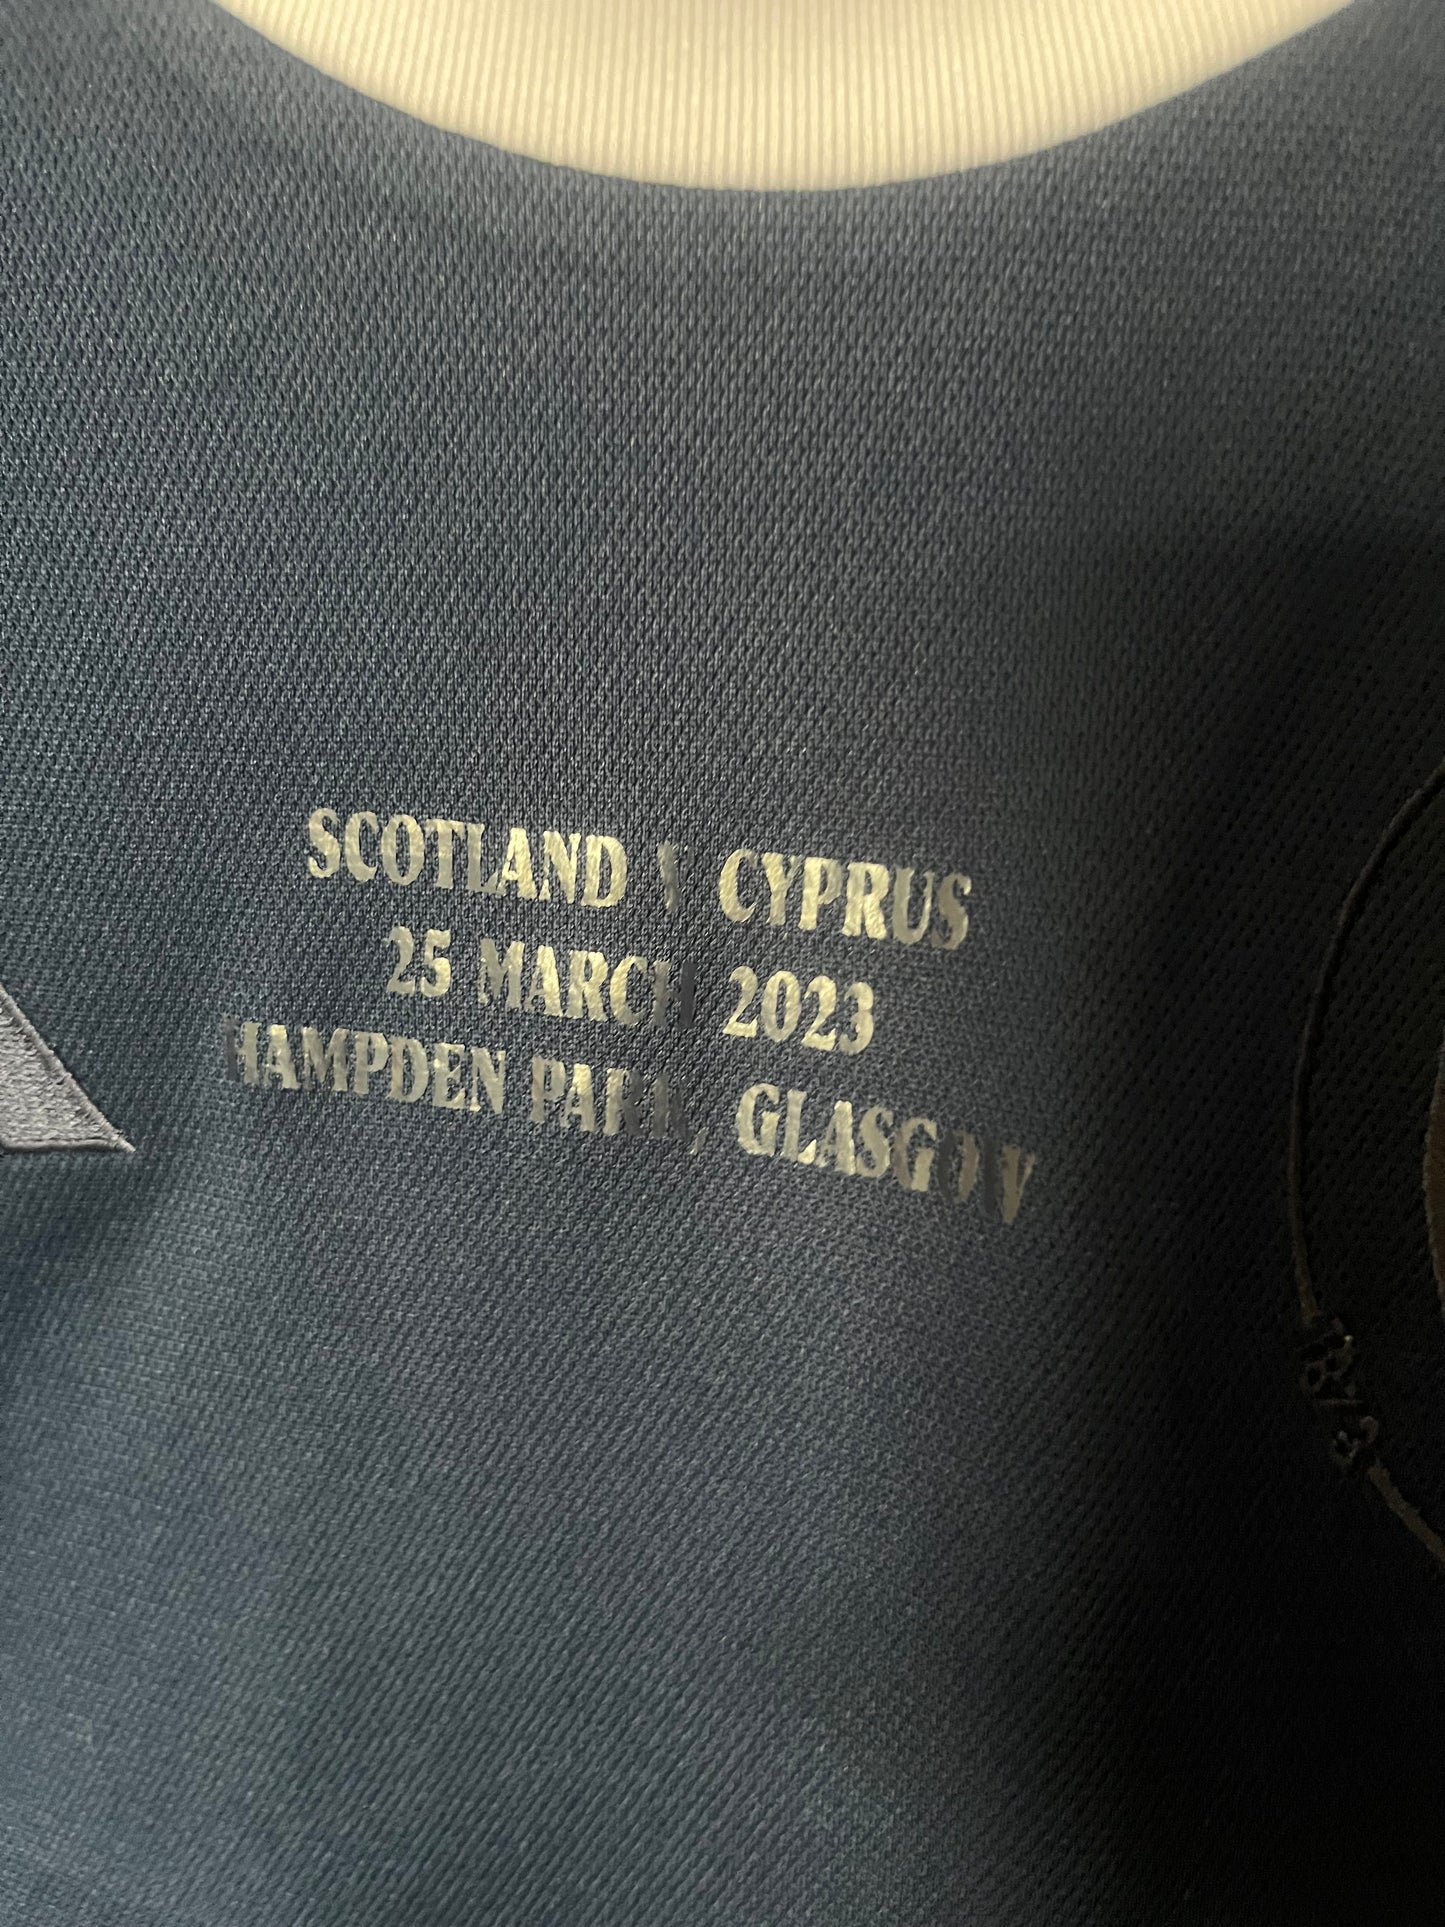 SCOTLAND V CYPRUS
25 MARCH 2023
HAMPDEN PARK, GLASGOW